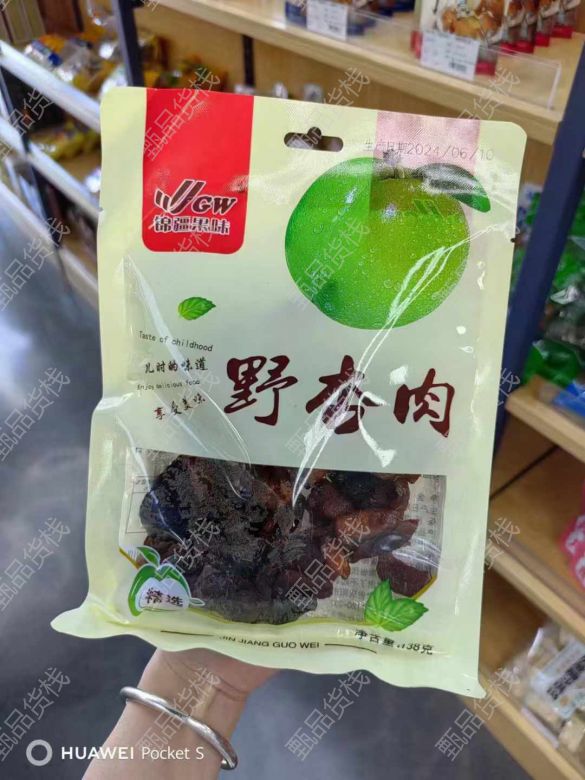 生产日期2024/06/10
JJGW
锦疆果味
Taste of childhood
儿时的味道
Enjoy malicious food
享受美味
野杏肉
精选
JIN JIANG GUO WEI
净含量:138克
HUAWEI Pocket S
甄品货栈